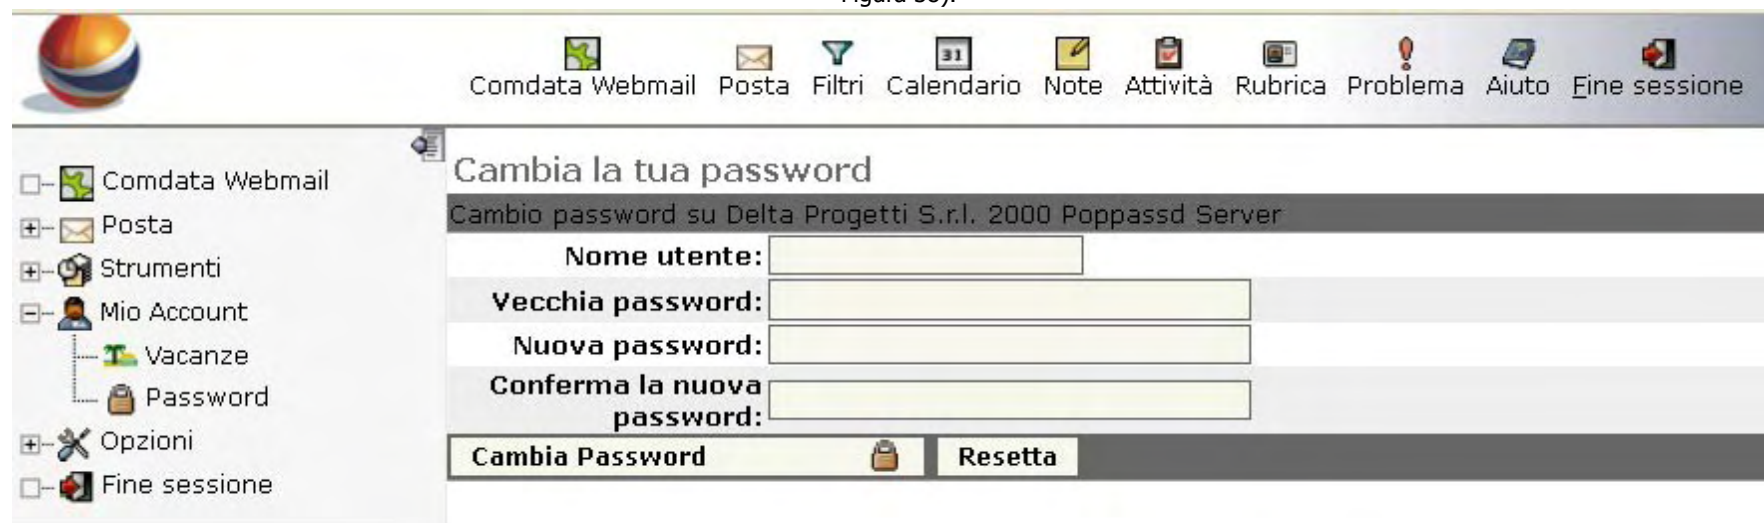 Figura 36).
Comdata Webmail Posta Filtri Calendario Note Attività Rubrica Problema Aiuto Fine sessione
31
Cambia la tua password
Cambio password su Delta Progetti S.r.l. 2000 Poppassd Server
Nome utente:
Vecchia password:
Nuova password:
Conferma la nuova
password:
Cambia Password Resetta
Comdata Webmail
Posta
Strumenti
Mio Account
Vacanze
Password
Opzioni
Fine sessione